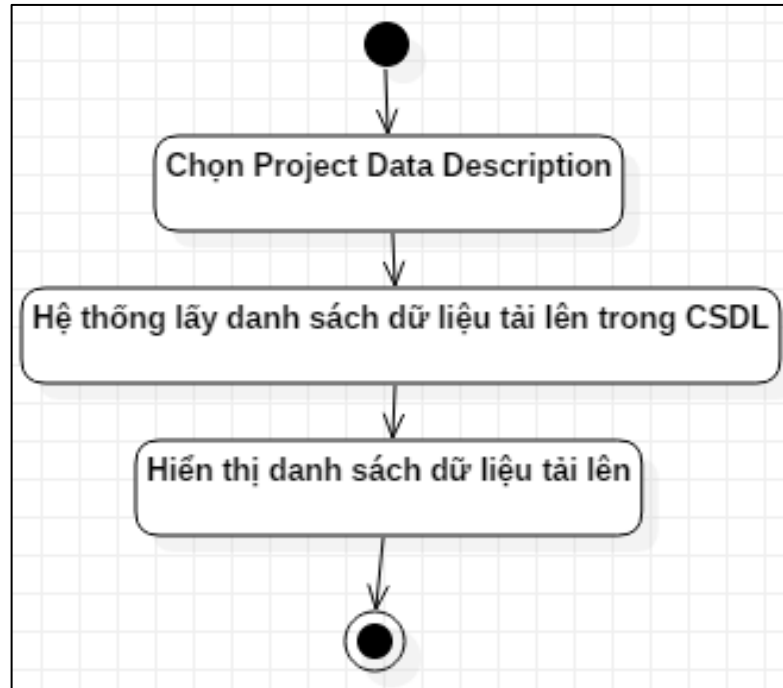 Chọn Project Data Description
Hệ thống lấy danh sách dữ liệu tải lên trong CSDL
Hiển thị danh sách dữ liệu tải lên